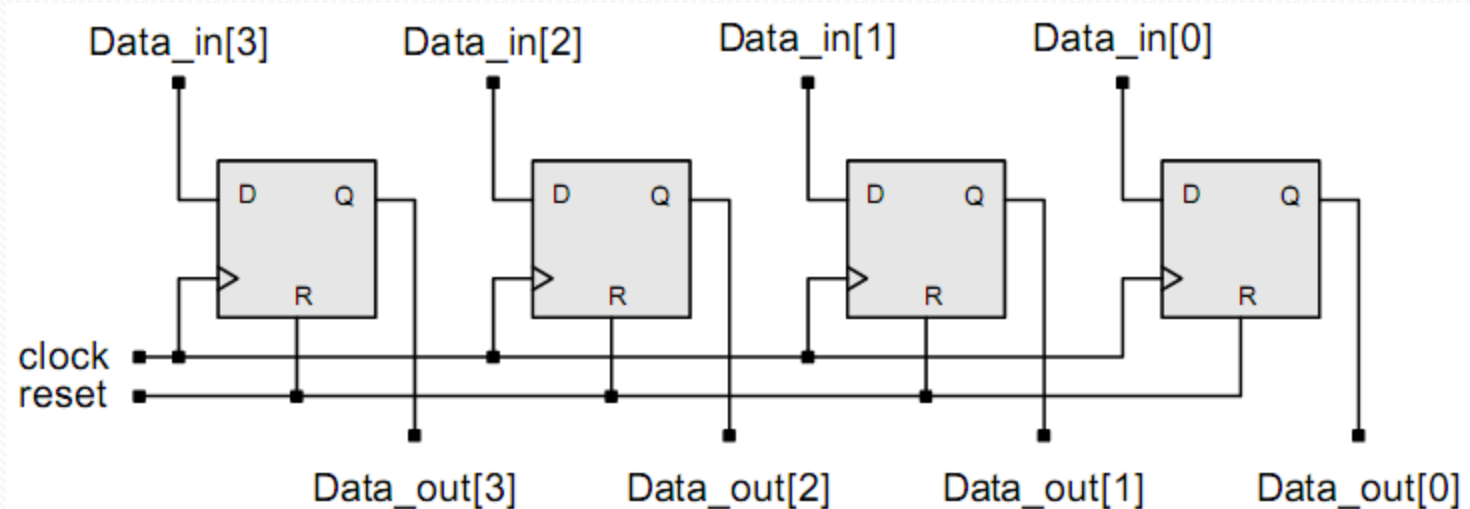 Data_in[3] Data_in[2] Data_in[1] Data_in[0]
D Q D Q D Q D Q
R R R R
clock
reset
Data_out[3] Data_out[2] Data_out[1] Data_out[0]